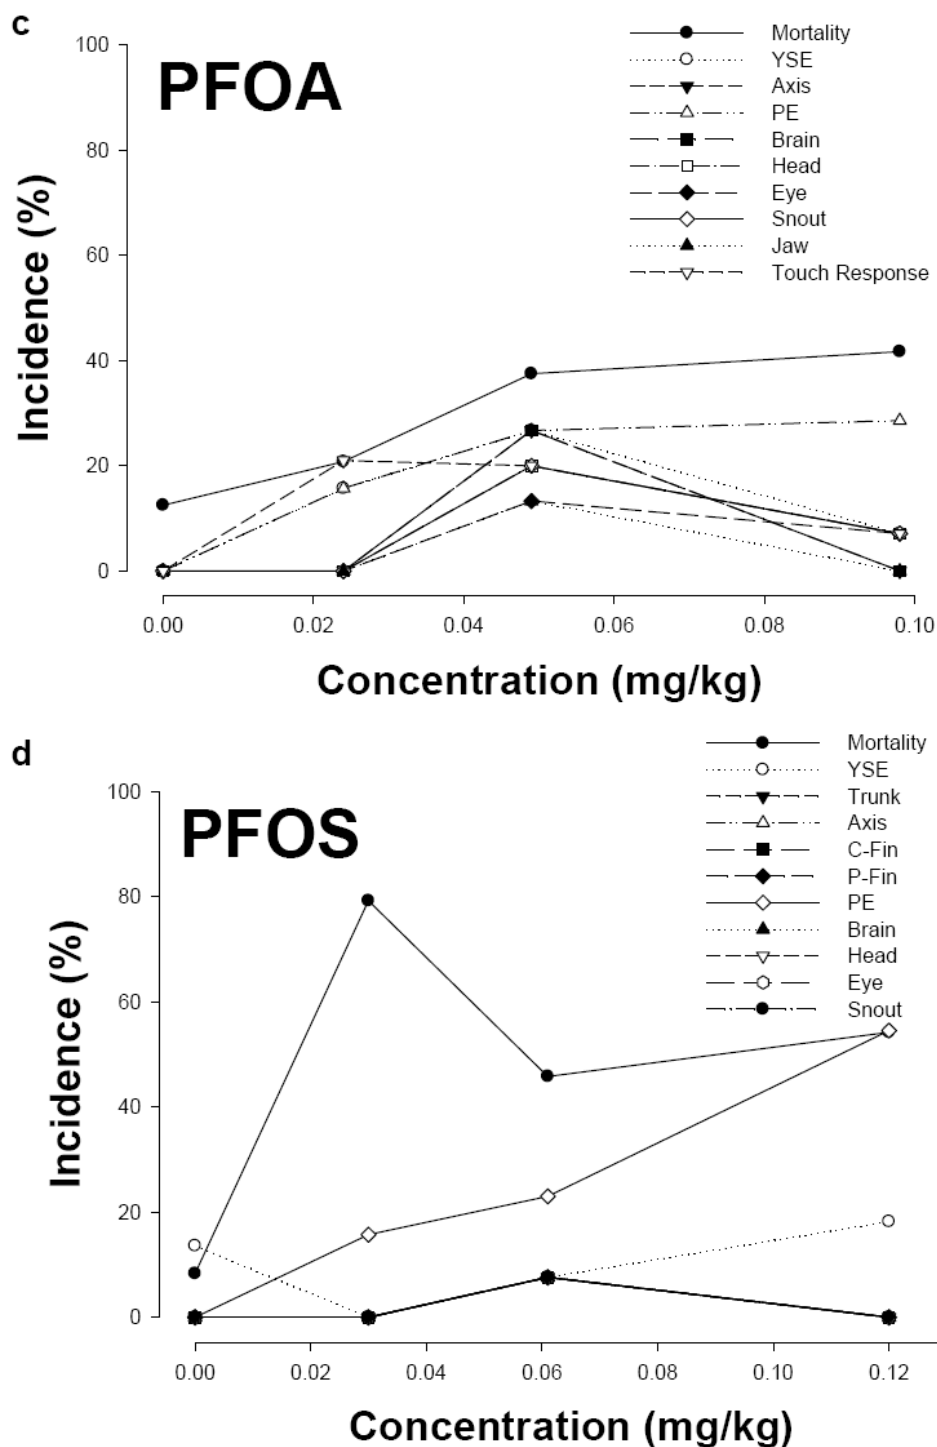 c
PFOA
Mortality
YSE
Axis
PE
Brain
Head
Eye
Snout
Jaw
Touch Response
100
80
60
40
20
0
Incidence (%)
0.00 0.02 0.04 0.06 0.08 0.10
Concentration (mg/kg)
d
PFOS
Mortality
YSE
Trunk
Axis
C-Fin
P-Fin
PE
Brain
Head
Eye
Snout
100
80
60
40
20
0
Incidence (%)
0.00 0.02 0.04 0.06 0.08 0.10 0.12
Concentration (mg/kg)